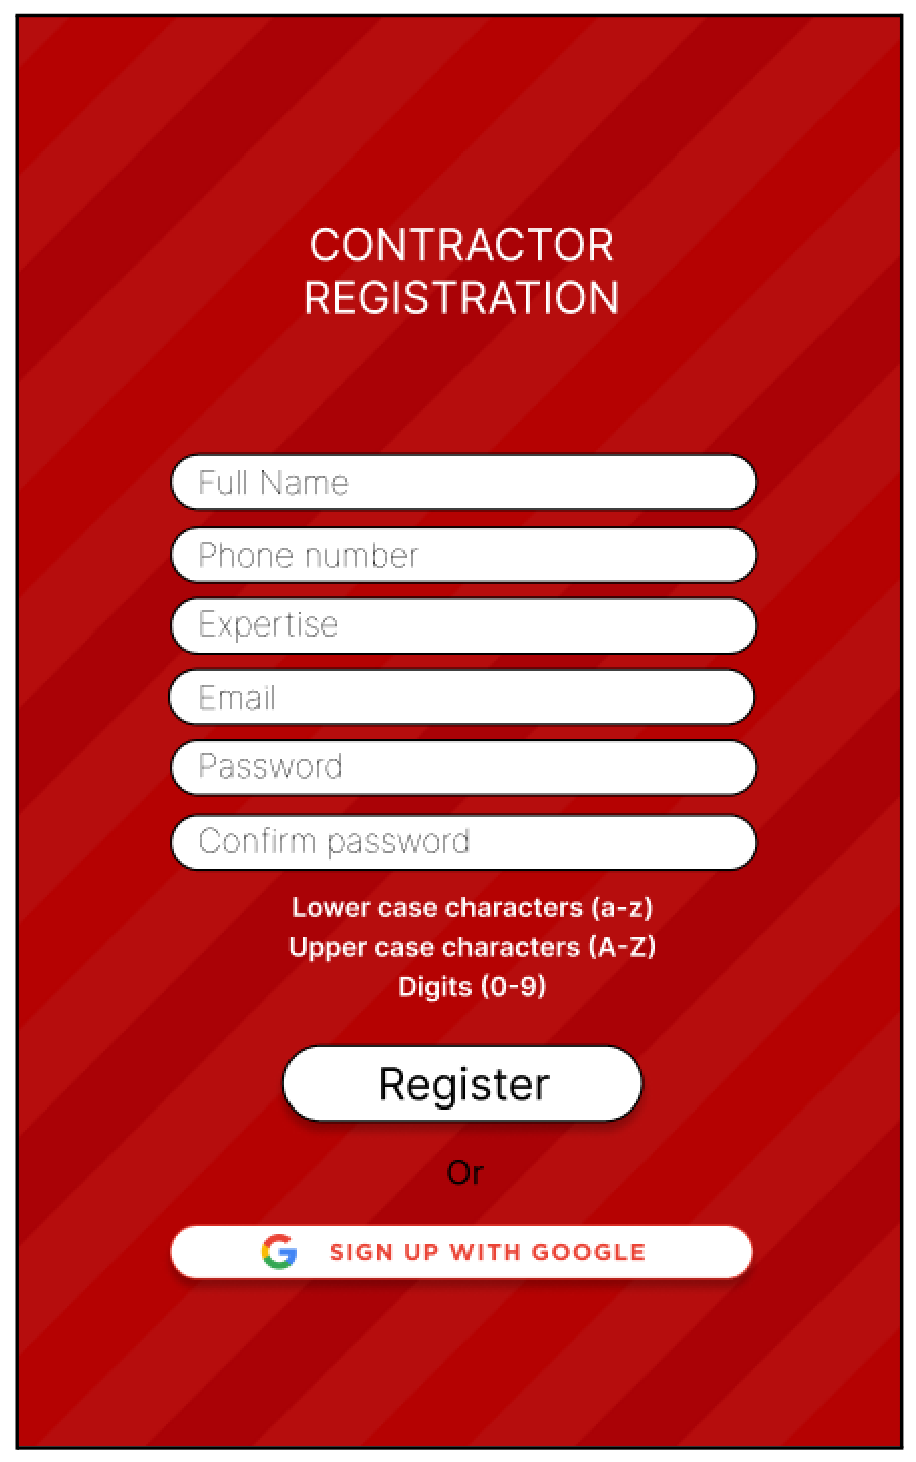 CONTRACTOR
REGISTRATION
Full Name
Phone number
Expertise
Email
Password
Confirm password
Lower case characters (a-z)
Upper case characters (A-Z)
Digits (0-9)
Register
Or
SIGN UP WITH GOOGLE